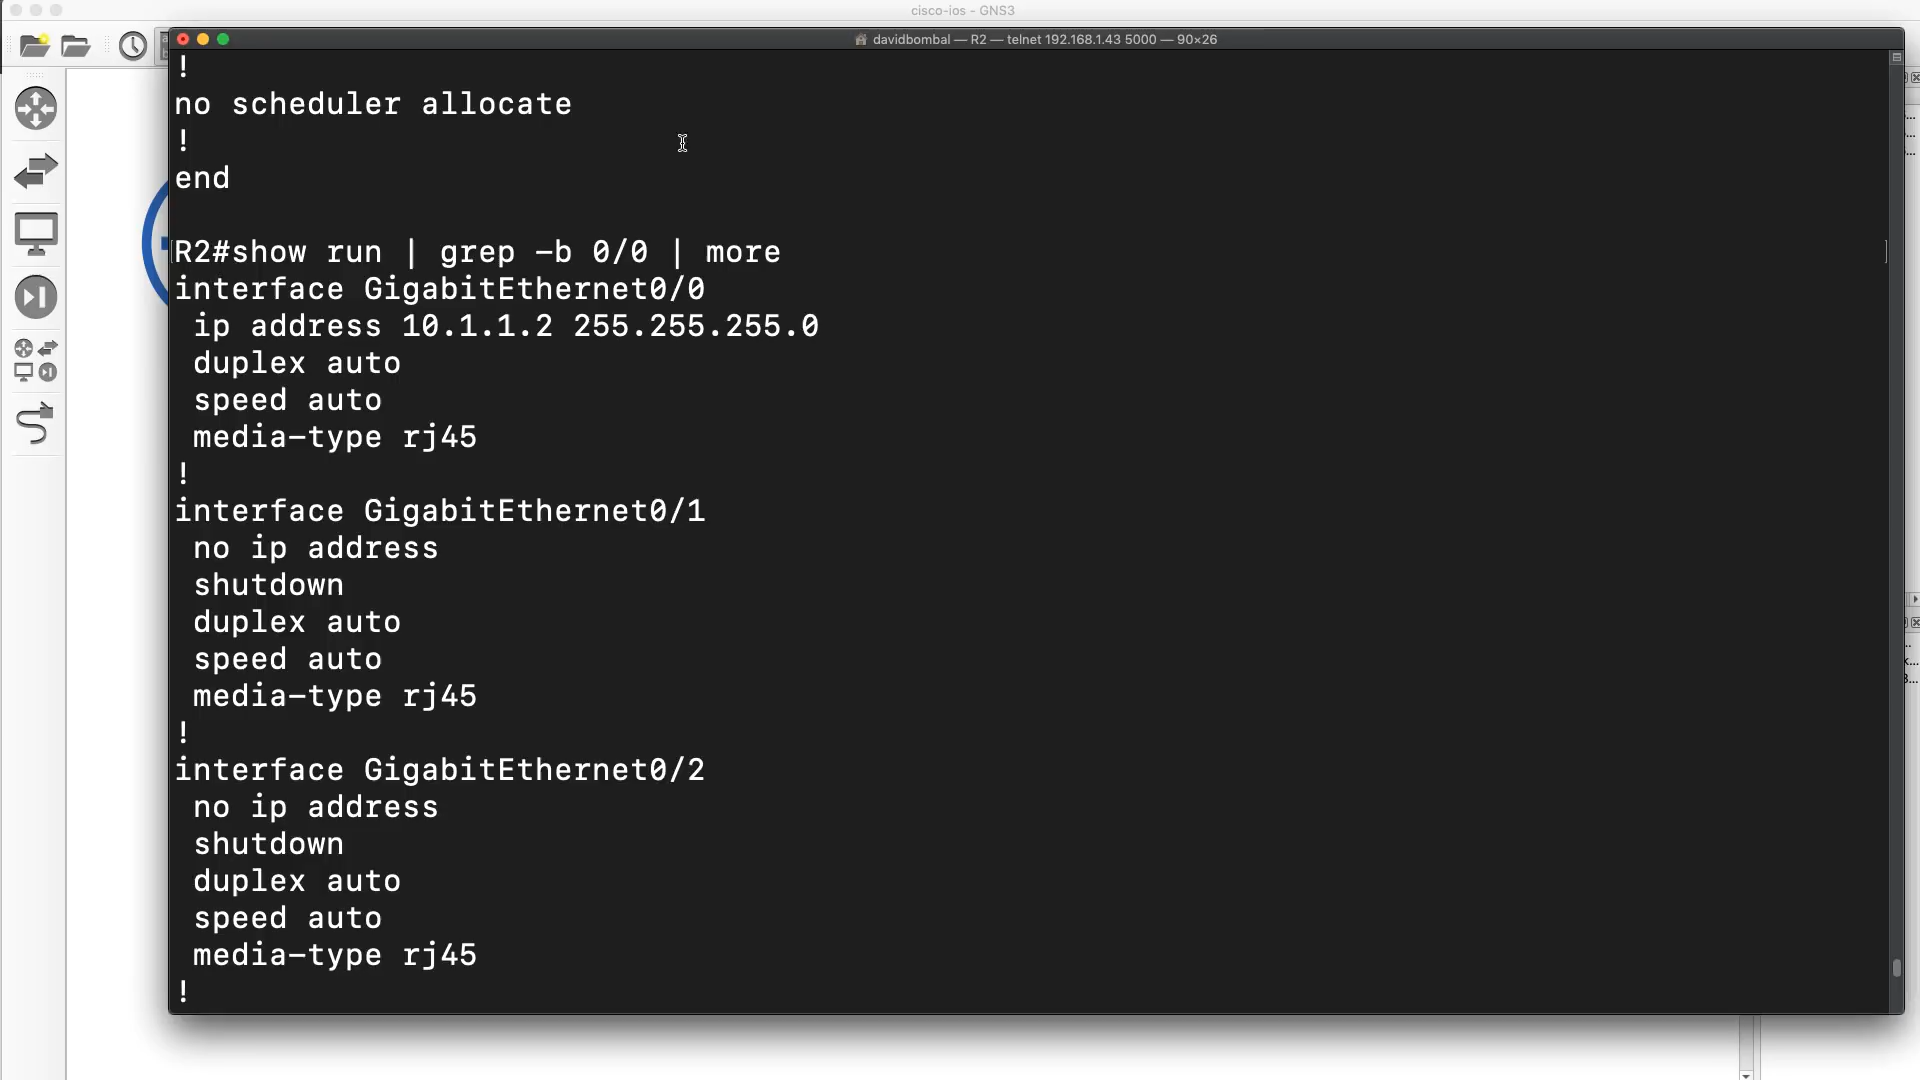 cisco-ios - GNS3
davidbombal — R2 — telnet 192.168.1.43 5000 — 90×26
!
no scheduler allocate
!
end
R2#show run | grep -b 0/0 | more
interface GigabitEthernet0/0
ip address 10.1.1.2 255.255.255.0
duplex auto
speed auto
media-type rj45
!
interface GigabitEthernet0/1
no ip address
shutdown
duplex auto
speed auto
media-type rj45
!
interface GigabitEthernet0/2
no ip address
shutdown
duplex auto
speed auto
media-type rj45
!